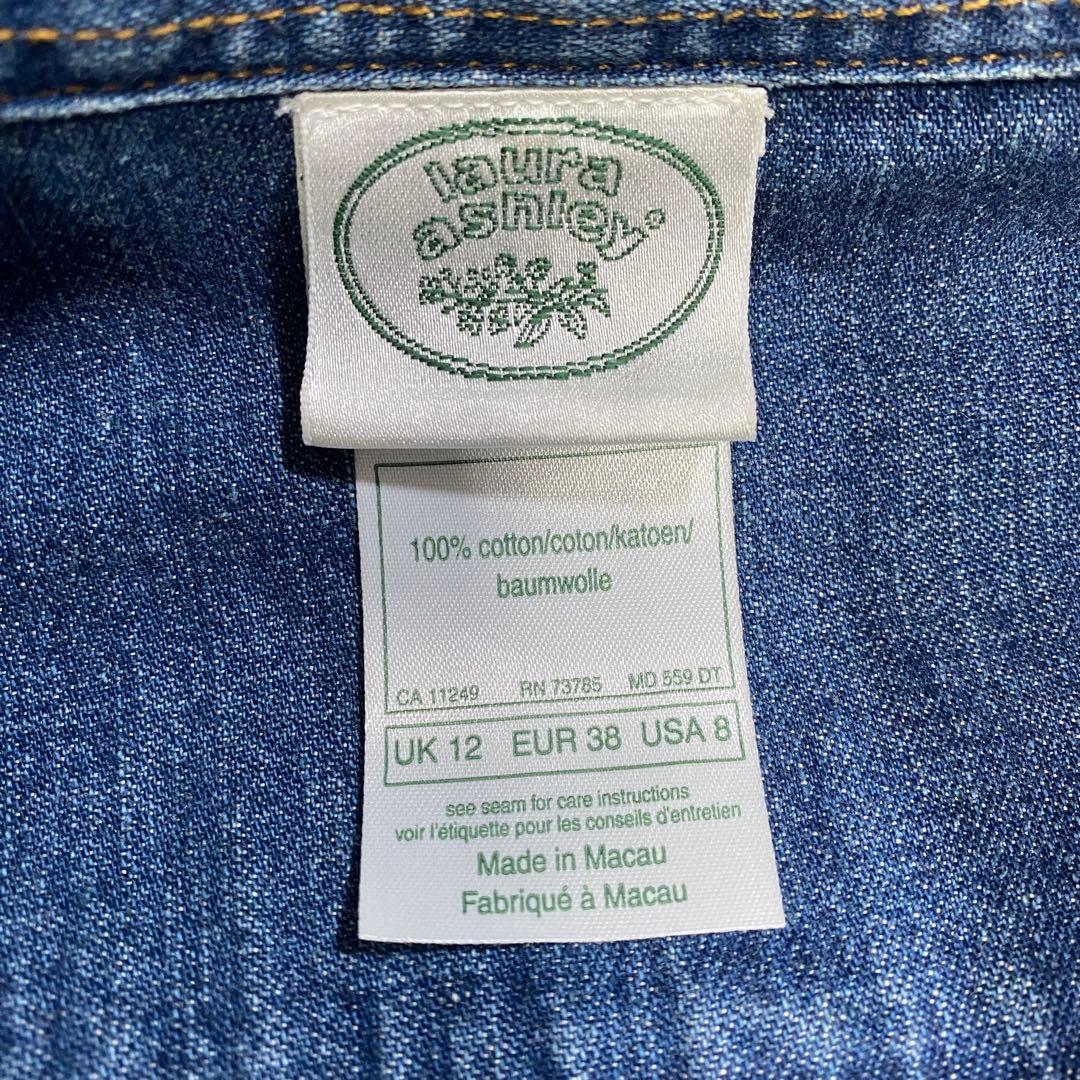 laura
ashley®
100% cotton/coton/katoen/
baumwolle
CA 11249 RN 73785 MD 559 DT
UK 12 EUR 38 USA 8
see seam for care instructions
voir l'étiquette pour les conseils d'entretien
Made in Macau
Fabriqué à Macau